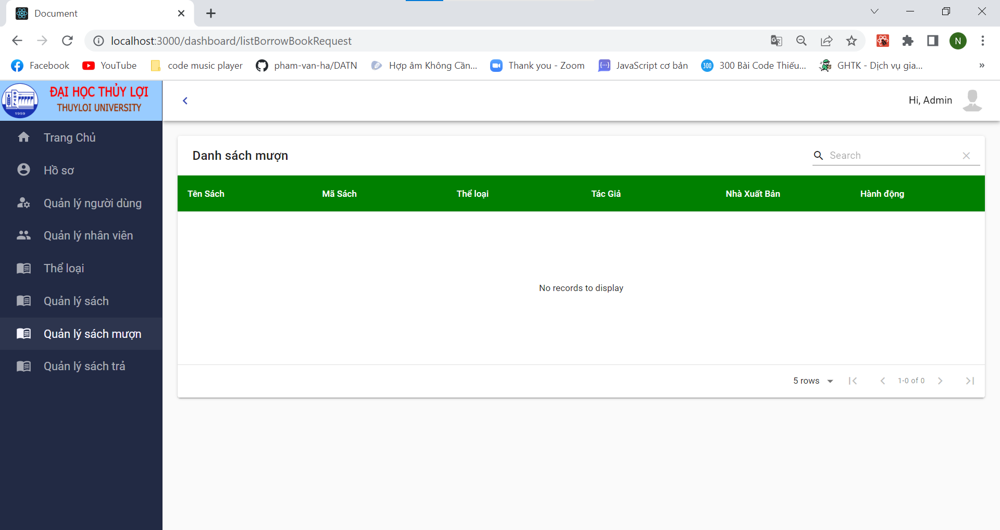 Document
localhost:3000/dashboard/listBorrowBookRequest
N
Facebook
YouTube
code music player
pham-van-ha/DATN
Hợp âm Không Cần...
Thank you - Zoom
JavaScript cơ bản
300
300 Bài Code Thiếu...
GHTK - Dịch vụ gia...
»
ĐẠI HỌC THỦY LỢI
THUYLOI UNIVERSITY
1959
Hi, Admin
Trang Chủ
Hồ sơ
Quản lý người dùng
Quản lý nhân viên
Thể loại
Quản lý sách
Quản lý sách mượn
Quản lý sách trả
Danh sách mượn
Search
Tên Sách
Mã Sách
Thể loại
Tác Giả
Nhà Xuất Bản
Hành động
No records to display
5 rows
1-0 of 0